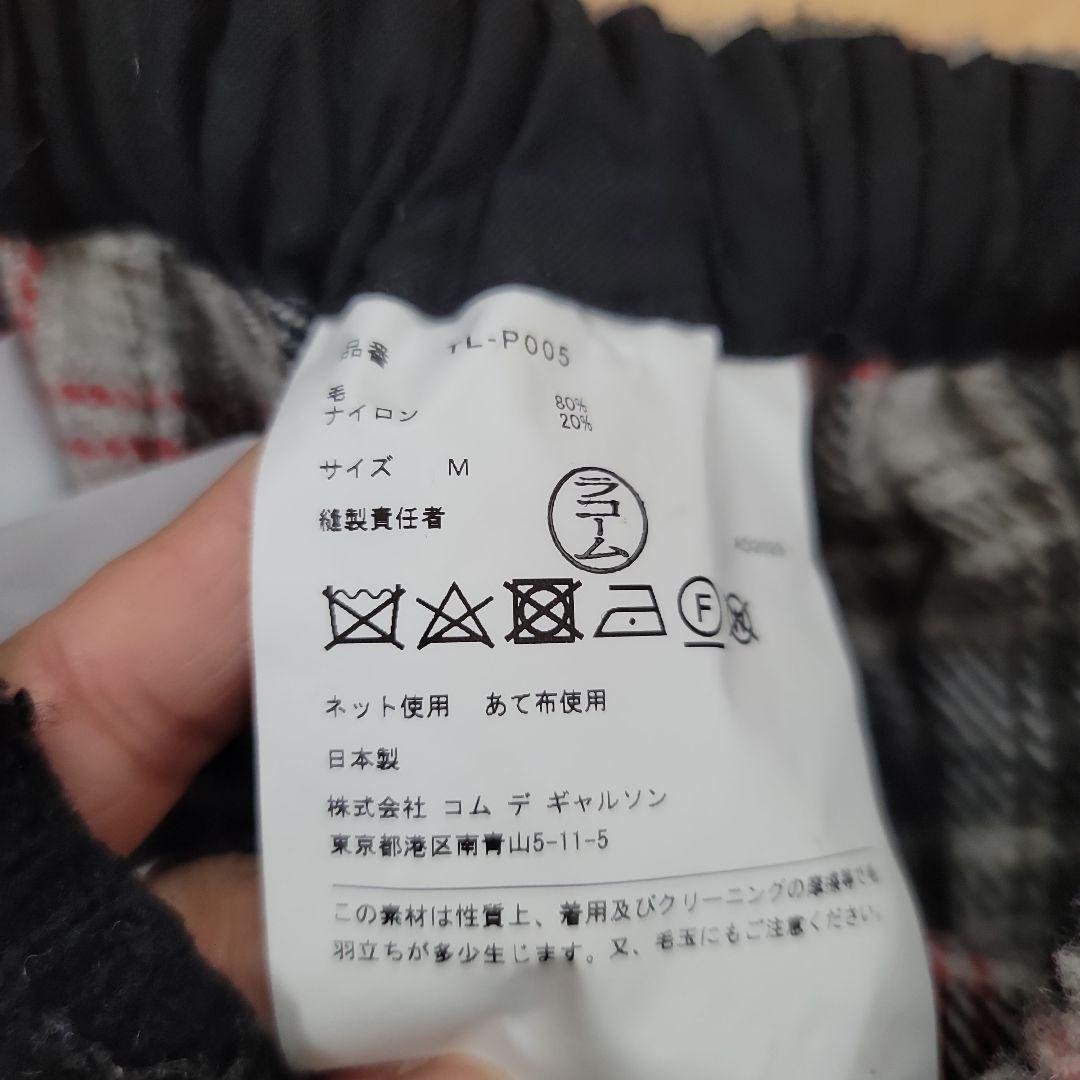 品番 TL-P005
毛 80%
ナイロン 20%
サイズ M
縫製責任者 ラコーム
F
ネット使用 あて布使用
日本製
株式会社 コム デ ギャルソン
東京都港区南青山5-11-5
この素材は性質上、着用及びクリーニングの摩擦等でも
羽立ちが多少生じます。又、毛玉にもご注意ください。